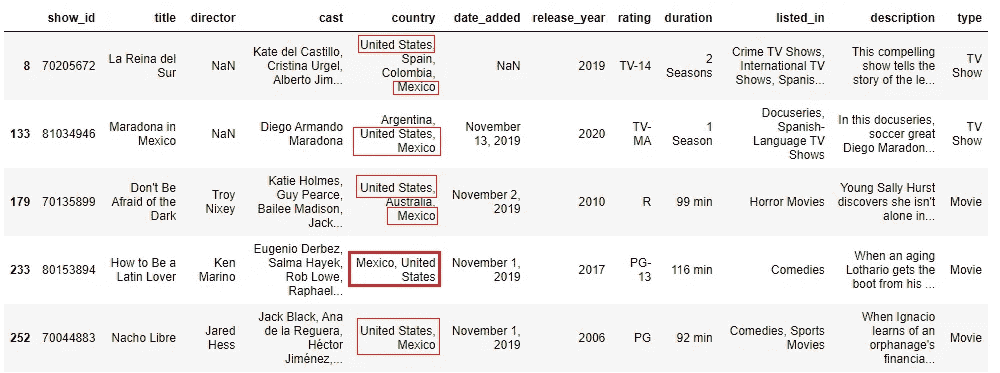 show_id title director cast country date_added release_year rating duration listed_in description type
8
70205672
La Reina del
Sur
NaN
Kate del Castillo,
Cristina Urgel,
Alberto Jim...
United States,
Spain,
Colombia,
Mexico
NaN
2019
TV-14
2
Seasons
Crime TV Shows,
International TV
Shows, Spanis...
This compelling
show tells the
story of the le...
TV
Show
133
81034946
Maradona in
Mexico
NaN
Diego Armando
Maradona
Argentina,
United States,
Mexico
November
13, 2019
2020
TV-
MA
1
Season
Docuseries,
Spanish-
Language TV
Shows
In this docuseries,
soccer great
Diego Maradon...
TV
Show
179
70135899
Don't Be
Afraid of the
Dark
Troy
Nixey
Katie Holmes,
Guy Pearce,
Bailee Madison,
Jack...
United States,
Australia,
Mexico
November 2,
2019
2010
R
99 min
Horror Movies
Young Sally Hurst
discovers she isn't
alone in...
Movie
233
80153894
How to Be a
Latin Lover
Ken
Marino
Eugenio Derbez,
Salma Hayek,
Rob Lowe,
Raphael...
Mexico, United
States
November 1,
2019
2017
PG-
13
116 min
Comedies
When an aging
Lothario gets the
boot from his ...
Movie
252
70044883
Nacho Libre
Jared
Hess
Jack Black, Ana
de la Reguera,
Héctor
Jiménez,...
United States,
Mexico
November 1,
2019
2006
PG
92 min
Comedies, Sports
Movies
When Ignacio
learns of an
orphanage's
financia...
Movie